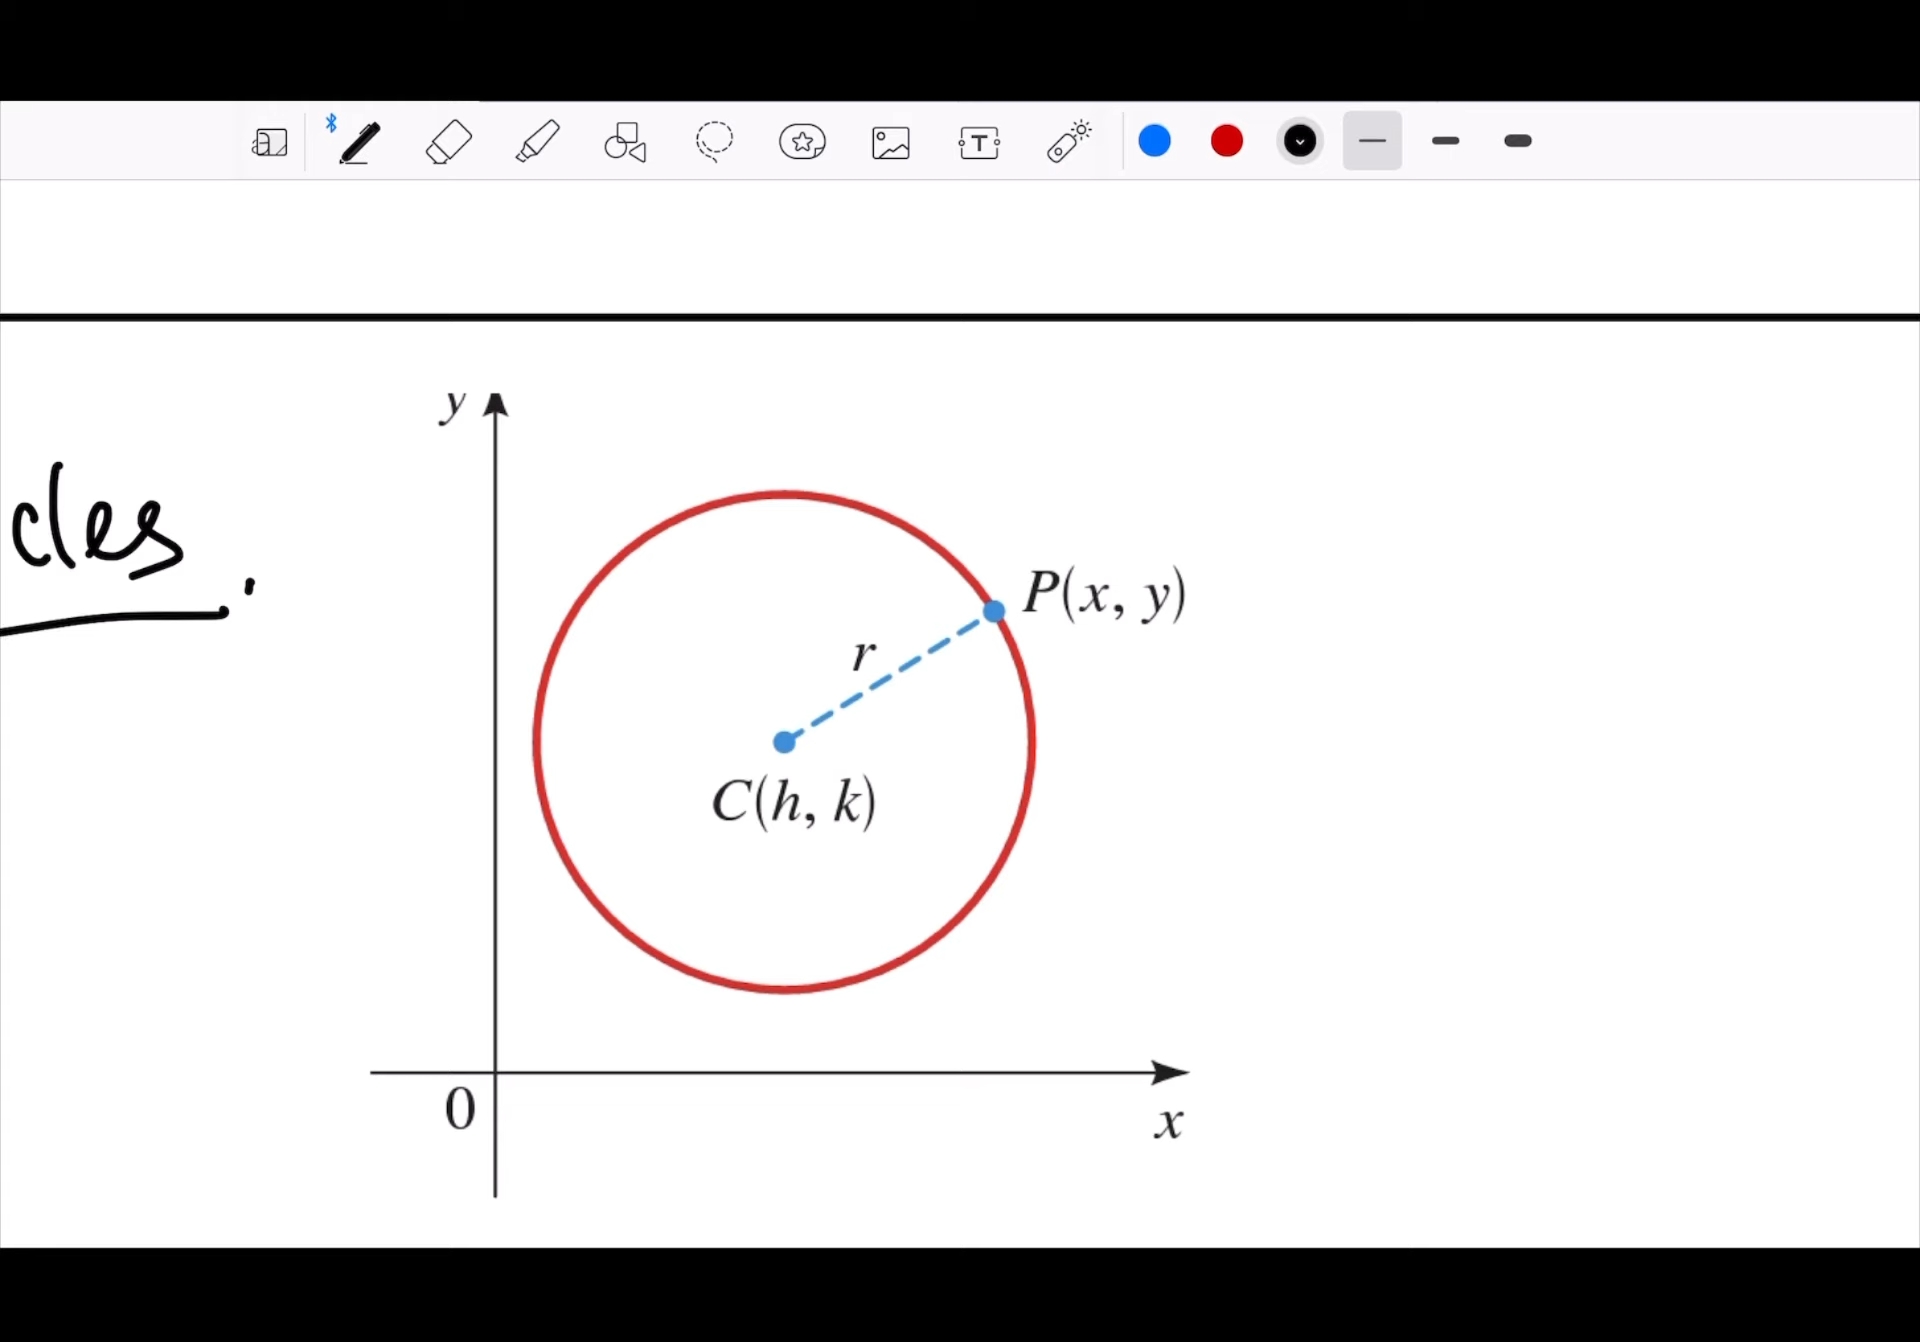 y
cles.
P(x, y)
r
C(h, k)
0
x